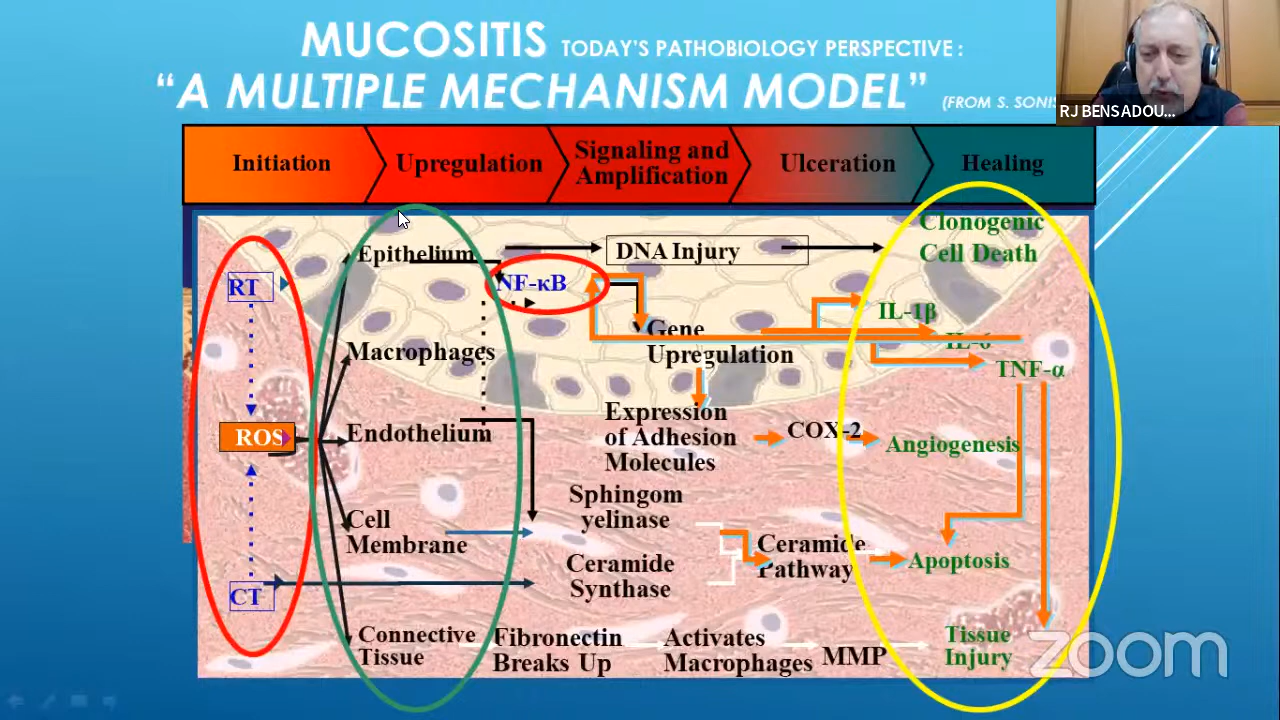 MUCOSITIS TODAY'S PATHOBIOLOGY PERSPECTIVE :
"A MULTIPLE MECHANISM MODEL" (FROM S. SONIS
RJ BENSADOU...
Initiation
Upregulation
Signaling and
Amplification
Ulceration
Healing
Clonogenic
Cell Death
Epithelium
DNA Injury
RT
NF-κB
IL-1β
Gene
Upregulation
IL-6
Macrophages
TNF-α
Expression
of Adhesion
Molecules
COX-2
ROS
Endothelium
Angiogenesis
Sphingom
yelinase
Cell
Membrane
Ceramide
Pathway
Apoptosis
Ceramide
Synthase
CT
Connective
Tissue
Fibronectin
Breaks Up
Activates
Macrophages
MMP
Tissue
Injury
zoom